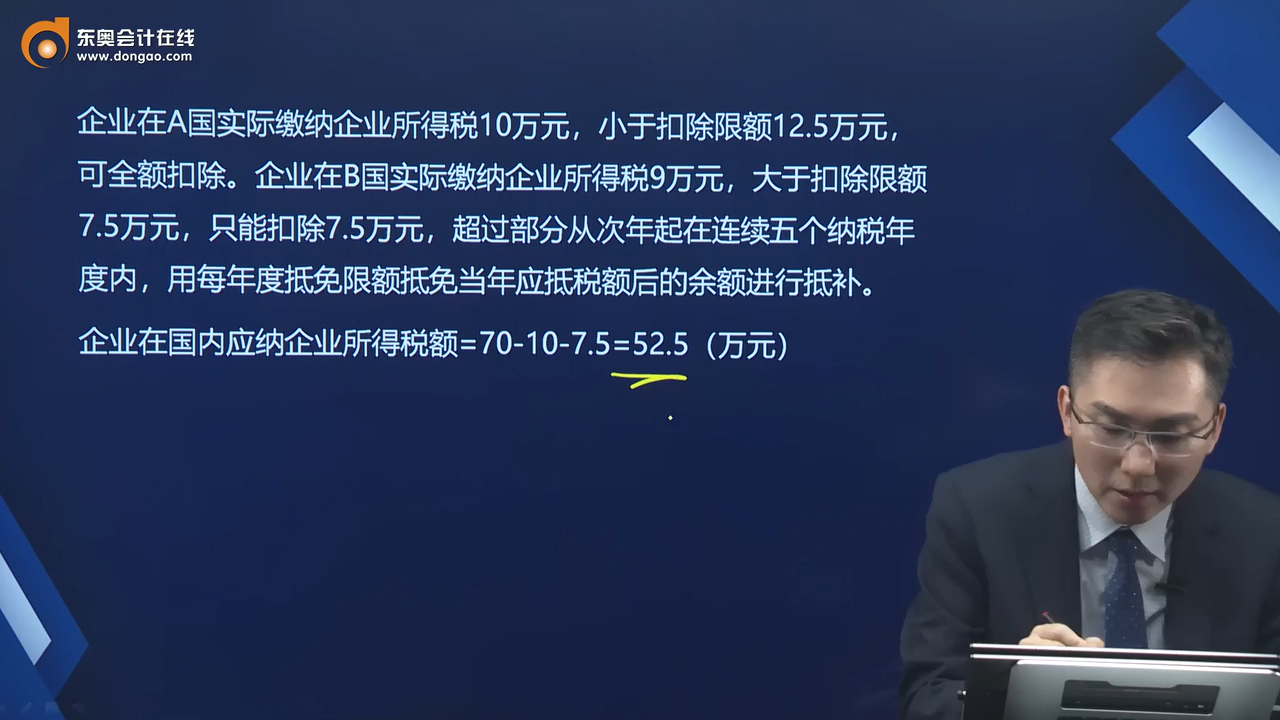 东奥会计在线
www.dongao.com
企业在A国实际缴纳企业所得税10万元，小于扣除限额12.5万元，
可全额扣除。企业在B国实际缴纳企业所得税9万元，大于扣除限额
7.5万元，只能扣除7.5万元，超过部分从次年起在连续五个纳税年
度内，用每年度抵免限额抵免当年应抵税额后的余额进行抵补。
企业在国内应纳企业所得税额=70-10-7.5=52.5（万元）